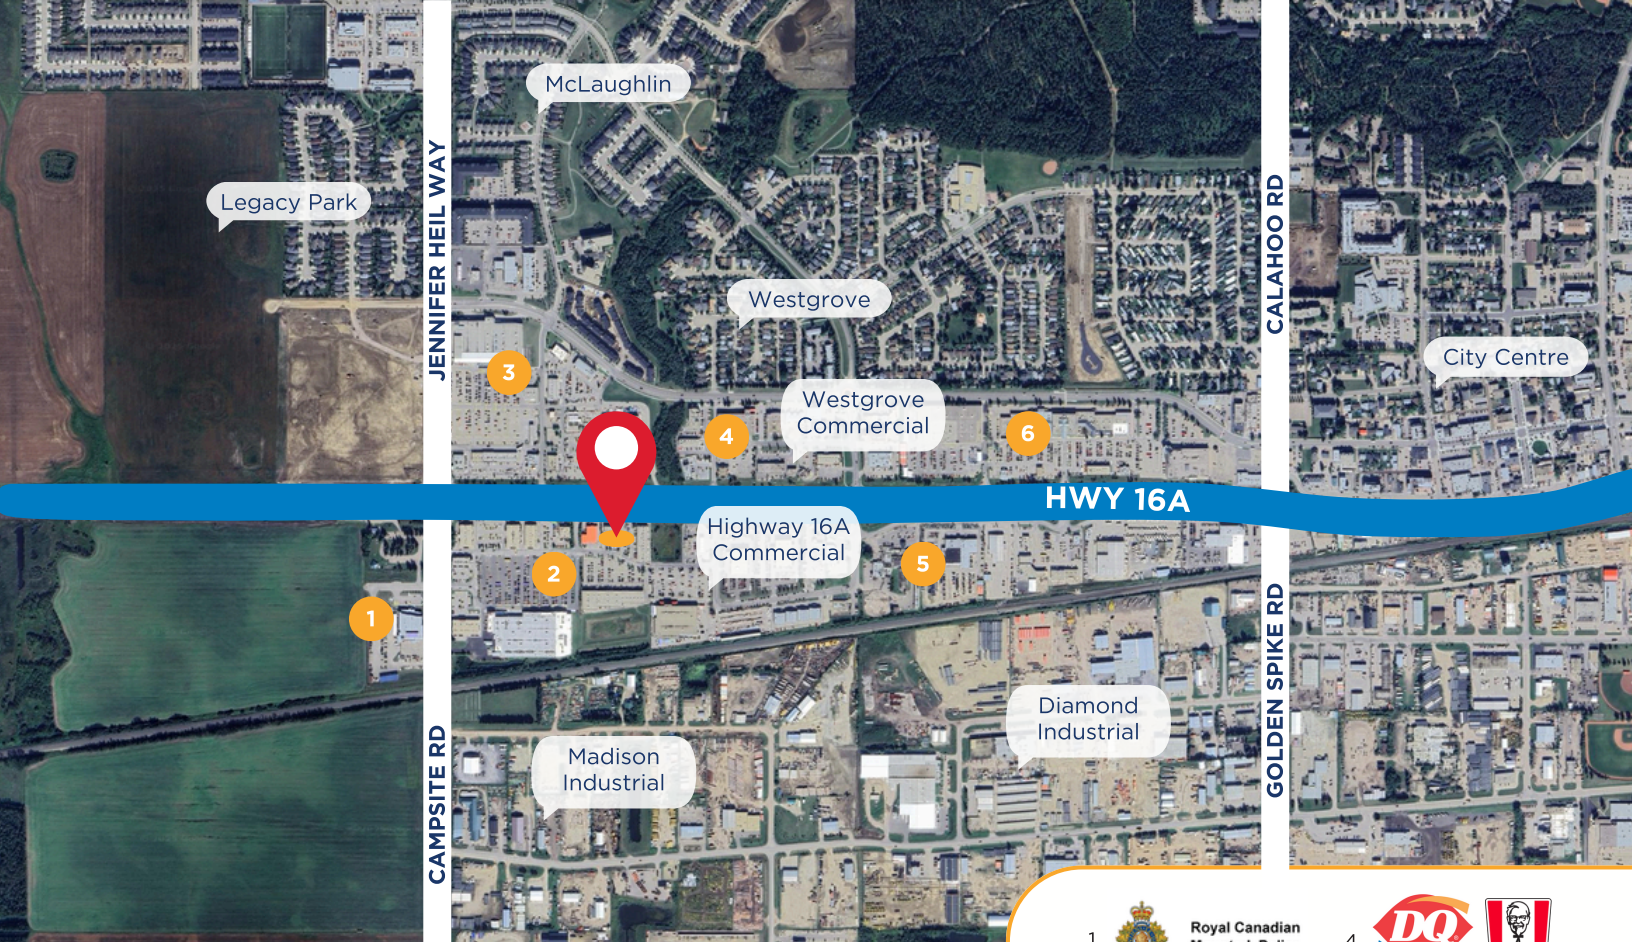 McLaughlin
Legacy Park
JENNIFER HEIL WAY
CALAHOO RD
Westgrove
City Centre
3
Westgrove
Commercial
4
6
HWY 16A
Highway 16A
Commercial
2
5
1
CAMPSITE RD
GOLDEN SPIKE RD
Diamond
Industrial
Madison
Industrial
1
Royal Canadian
4
DQ